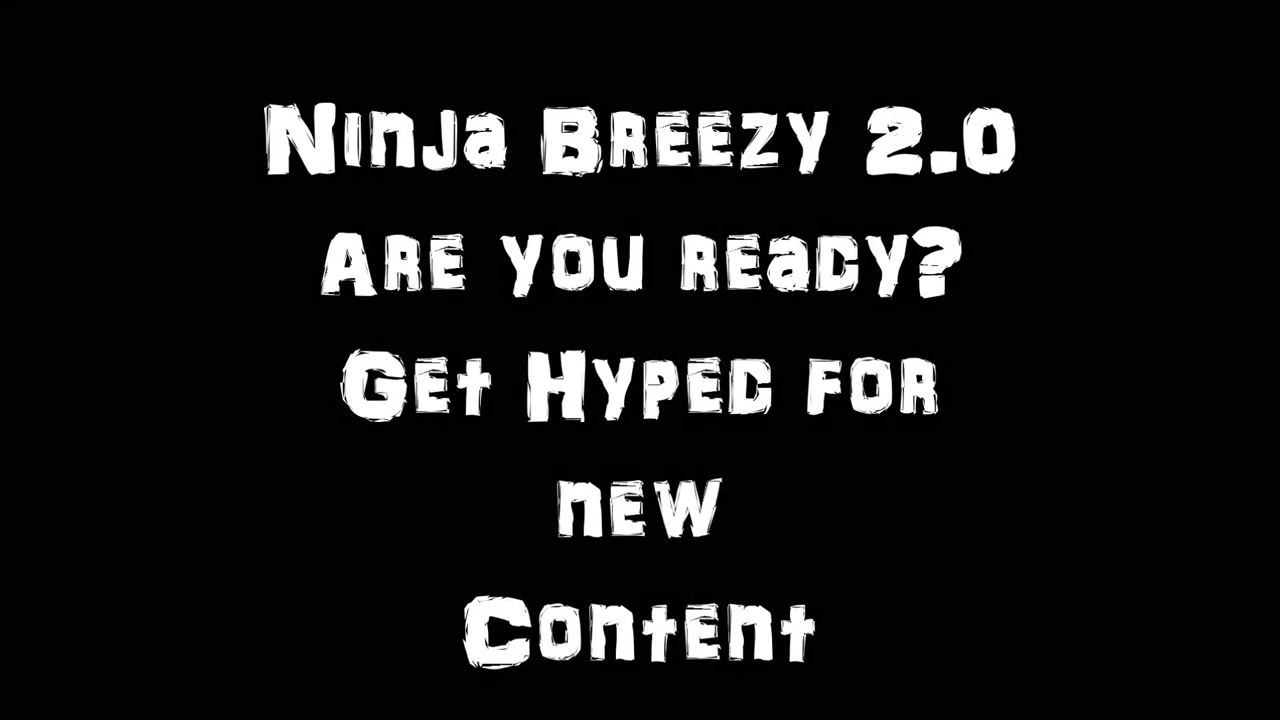 Ninja Breezy 2.0
Are you ready?
Get Hyped for
new
Content